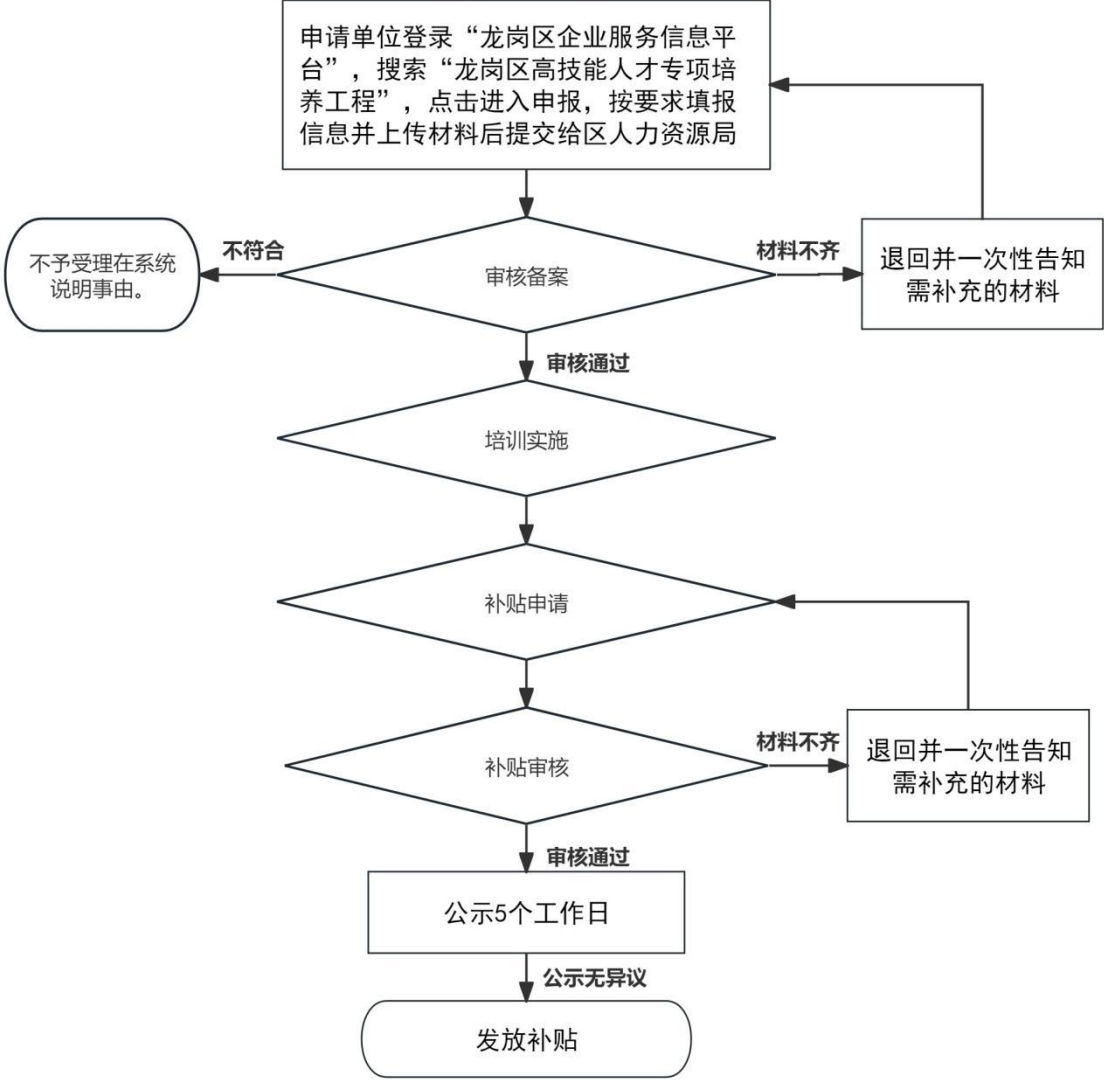 申请单位登录“龙岗区企业服务信息平
台”，搜索“龙岗区高技能人才专项培
养工程”，点击进入申报，按要求填报
信息并上传材料后提交给区人力资源局
不予受理在系统
说明事由。
不符合
审核备案
材料不齐
退回并一次性告知
需补充的材料
审核通过
培训实施
补贴申请
补贴审核
材料不齐
退回并一次性告知
需补充的材料
审核通过
公示5个工作日
公示无异议
发放补贴